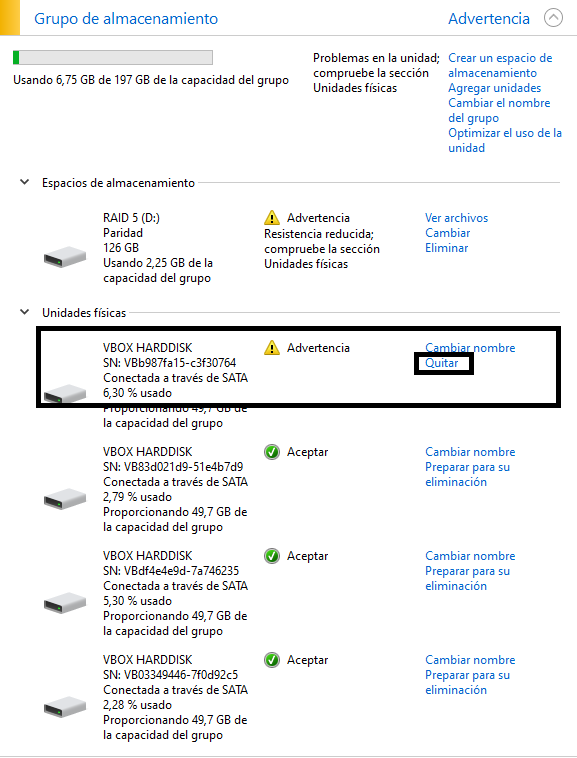 Grupo de almacenamiento
Advertencia
Usando 6,75 GB de 197 GB de la capacidad del grupo
Problemas en la unidad;
compruebe la sección
Unidades físicas
Crear un espacio de
almacenamiento
Agregar unidades
Cambiar el nombre
del grupo
Optimizar el uso de la
unidad
Espacios de almacenamiento
RAID 5 (D:)
Paridad
126 GB
Usando 2,25 GB de la
capacidad del grupo
Advertencia
Resistencia reducida;
compruebe la sección
Unidades físicas
Ver archivos
Cambiar
Eliminar
Unidades físicas
VBOX HARDDISK
SN: VBb987fa15-c3f30764
Conectada a través de SATA
6,30 % usado
Proporcionando 49,7 GB de
la capacidad del grupo
Advertencia
Cambiar nombre
Quitar
VBOX HARDDISK
SN: VB83d021d9-51e4b7d9
Conectada a través de SATA
2,79 % usado
Proporcionando 49,7 GB de
la capacidad del grupo
Aceptar
Cambiar nombre
Preparar para su
eliminación
VBOX HARDDISK
SN: VBdf4e4e9d-7a746235
Conectada a través de SATA
5,30 % usado
Proporcionando 49,7 GB de
la capacidad del grupo
Aceptar
Cambiar nombre
Preparar para su
eliminación
VBOX HARDDISK
SN: VB03349446-7f0d92c5
Conectada a través de SATA
2,28 % usado
Proporcionando 49,7 GB de
la capacidad del grupo
Aceptar
Cambiar nombre
Preparar para su
eliminación